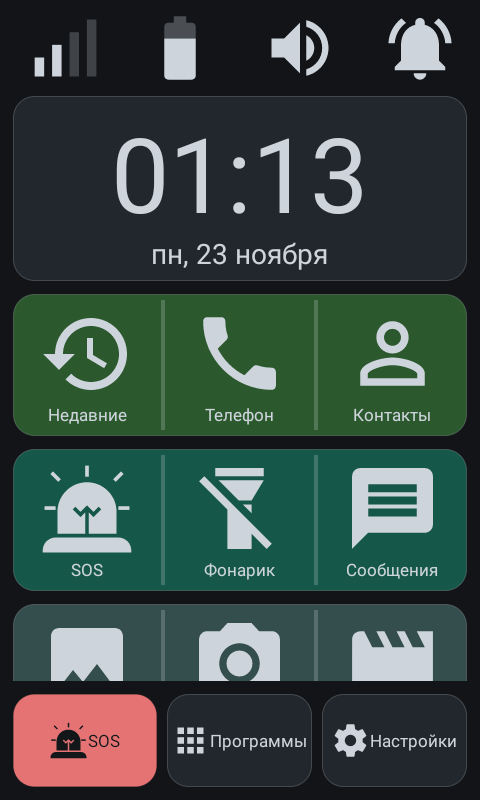 01:13
пн, 23 ноября
Недавние
Телефон
Контакты
SOS
Фонарик
Сообщения
SOS
Программы
Настройки